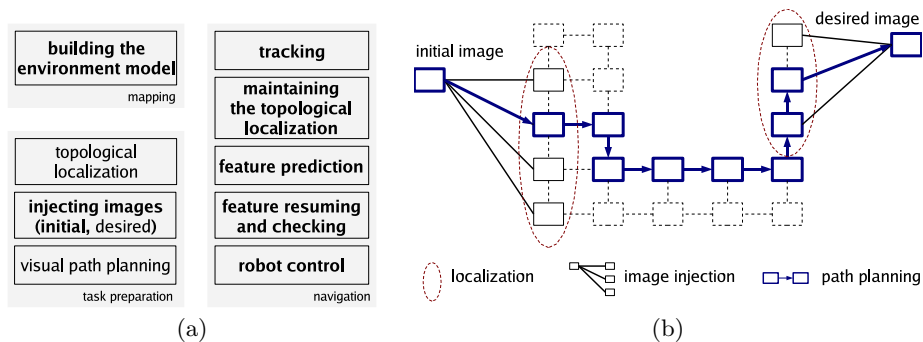 building the
environment model
mapping
topological
localization
injecting images
(initial, desired)
visual path planning
task preparation
tracking
maintaining
the topological
localization
feature prediction
feature resuming
and checking
robot control
navigation
(a)
initial image
desired image
localization
image injection
path planning
(b)